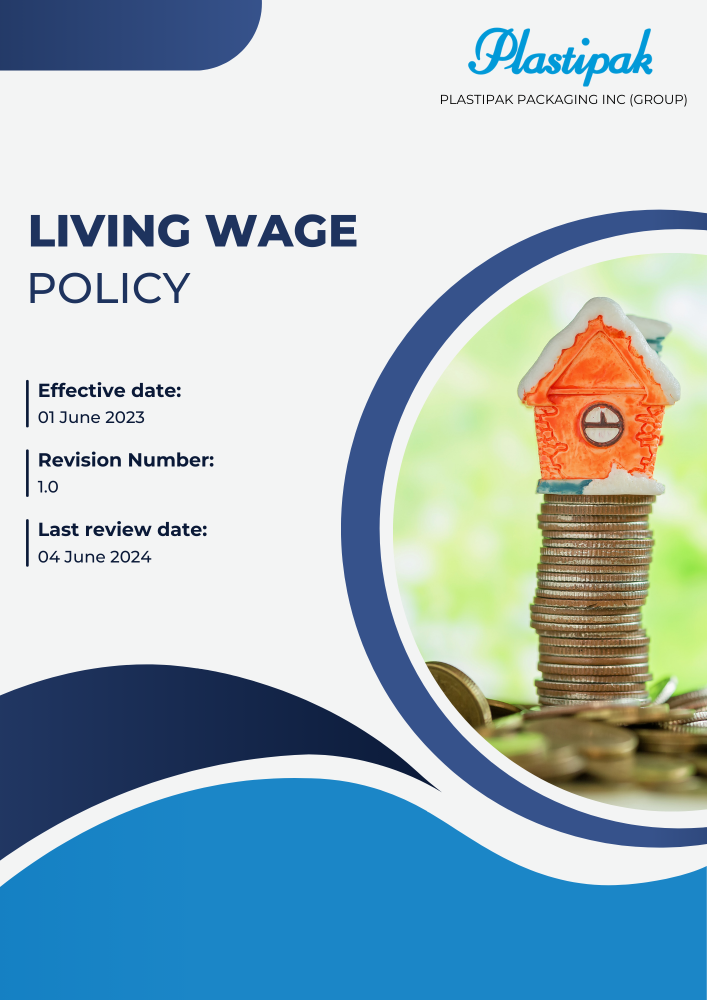 Plastipak
PLASTIPAK PACKAGING INC (GROUP)
LIVING WAGE
POLICY
Effective date:
01 June 2023
Revision Number:
1.0
Last review date:
04 June 2024